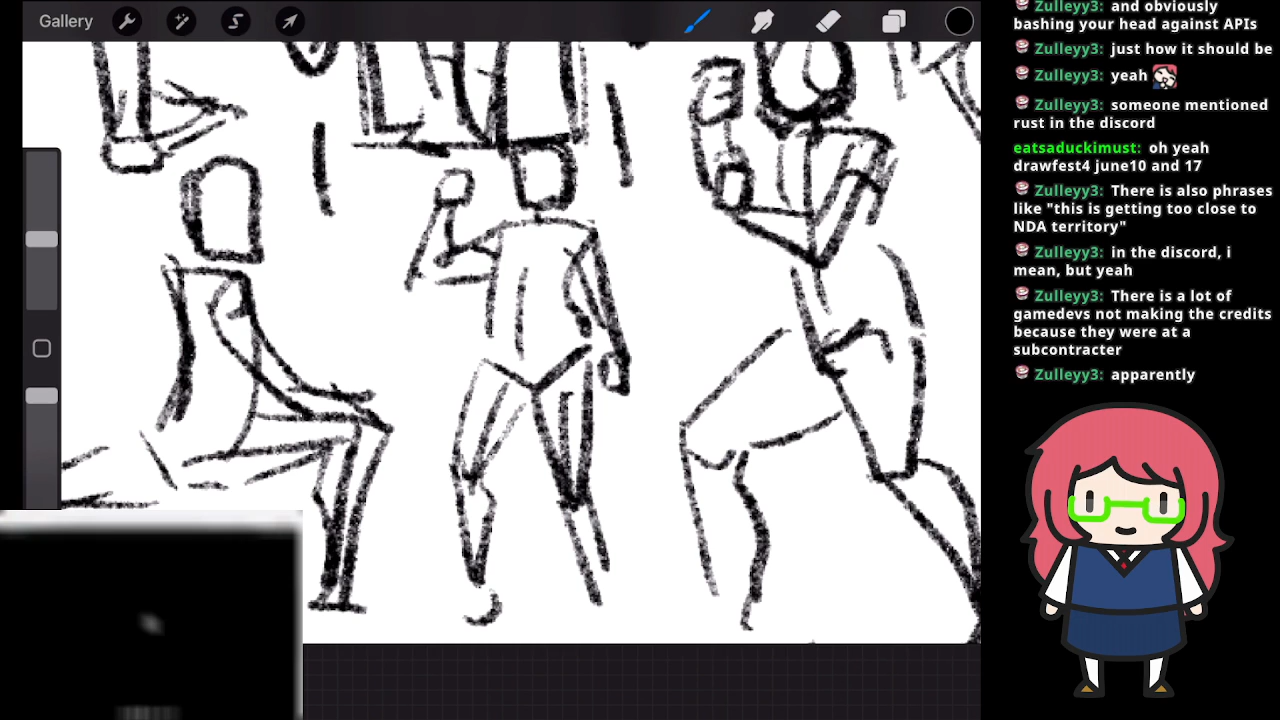 Gallery
Zulleyy3: and obviously
bashing your head against APIs
Zulleyy3: just how it should be
Zulleyy3: yeah
Zulleyy3: someone mentioned
rust in the discord
eatsaduckimust: oh yeah
drawfest4 june10 and 17
Zulleyy3: There is also phrases
like "this is getting too close to
NDA territory"
Zulleyy3: in the discord, i
mean, but yeah
Zulleyy3: There is a lot of
gamedevs not making the credits
because they were at a
subcontracter
Zulleyy3: apparently